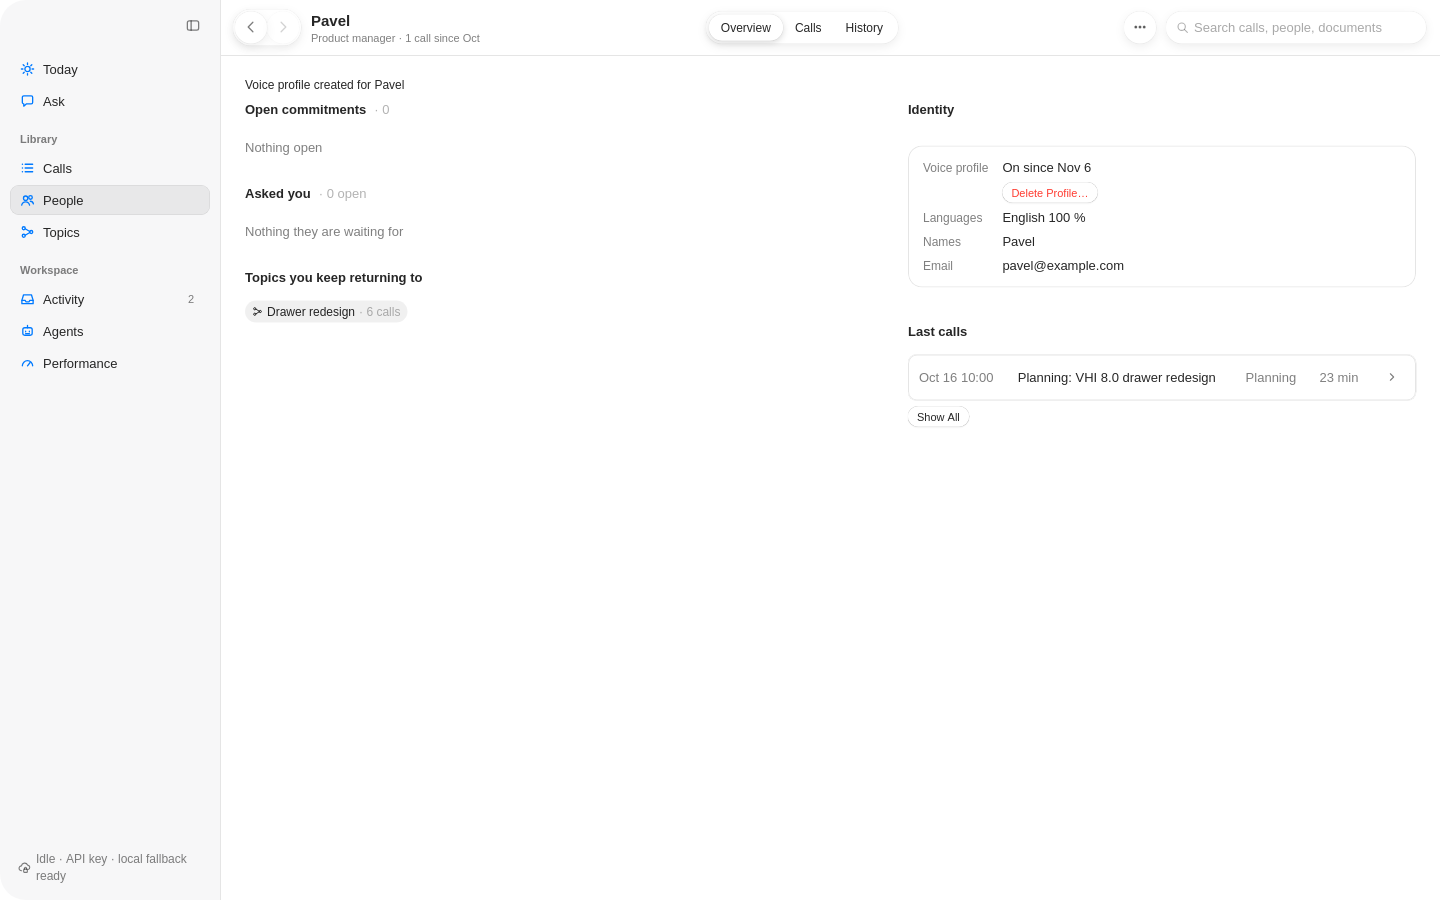 Pavel
Product manager · 1 call since Oct
Overview
Calls
History
Search calls, people, documents
Today
Ask
Library
Calls
People
Topics
Workspace
Activity 2
Agents
Performance
Idle · API key · local fallback
ready
Voice profile created for Pavel
Open commitments · 0
Nothing open
Asked you · 0 open
Nothing they are waiting for
Topics you keep returning to
Drawer redesign · 6 calls
Identity
Voice profile On since Nov 6
Delete Profile…
Languages English 100 %
Names Pavel
Email pavel@example.com
Last calls
Oct 16 10:00 Planning: VHI 8.0 drawer redesign Planning 23 min
Show All